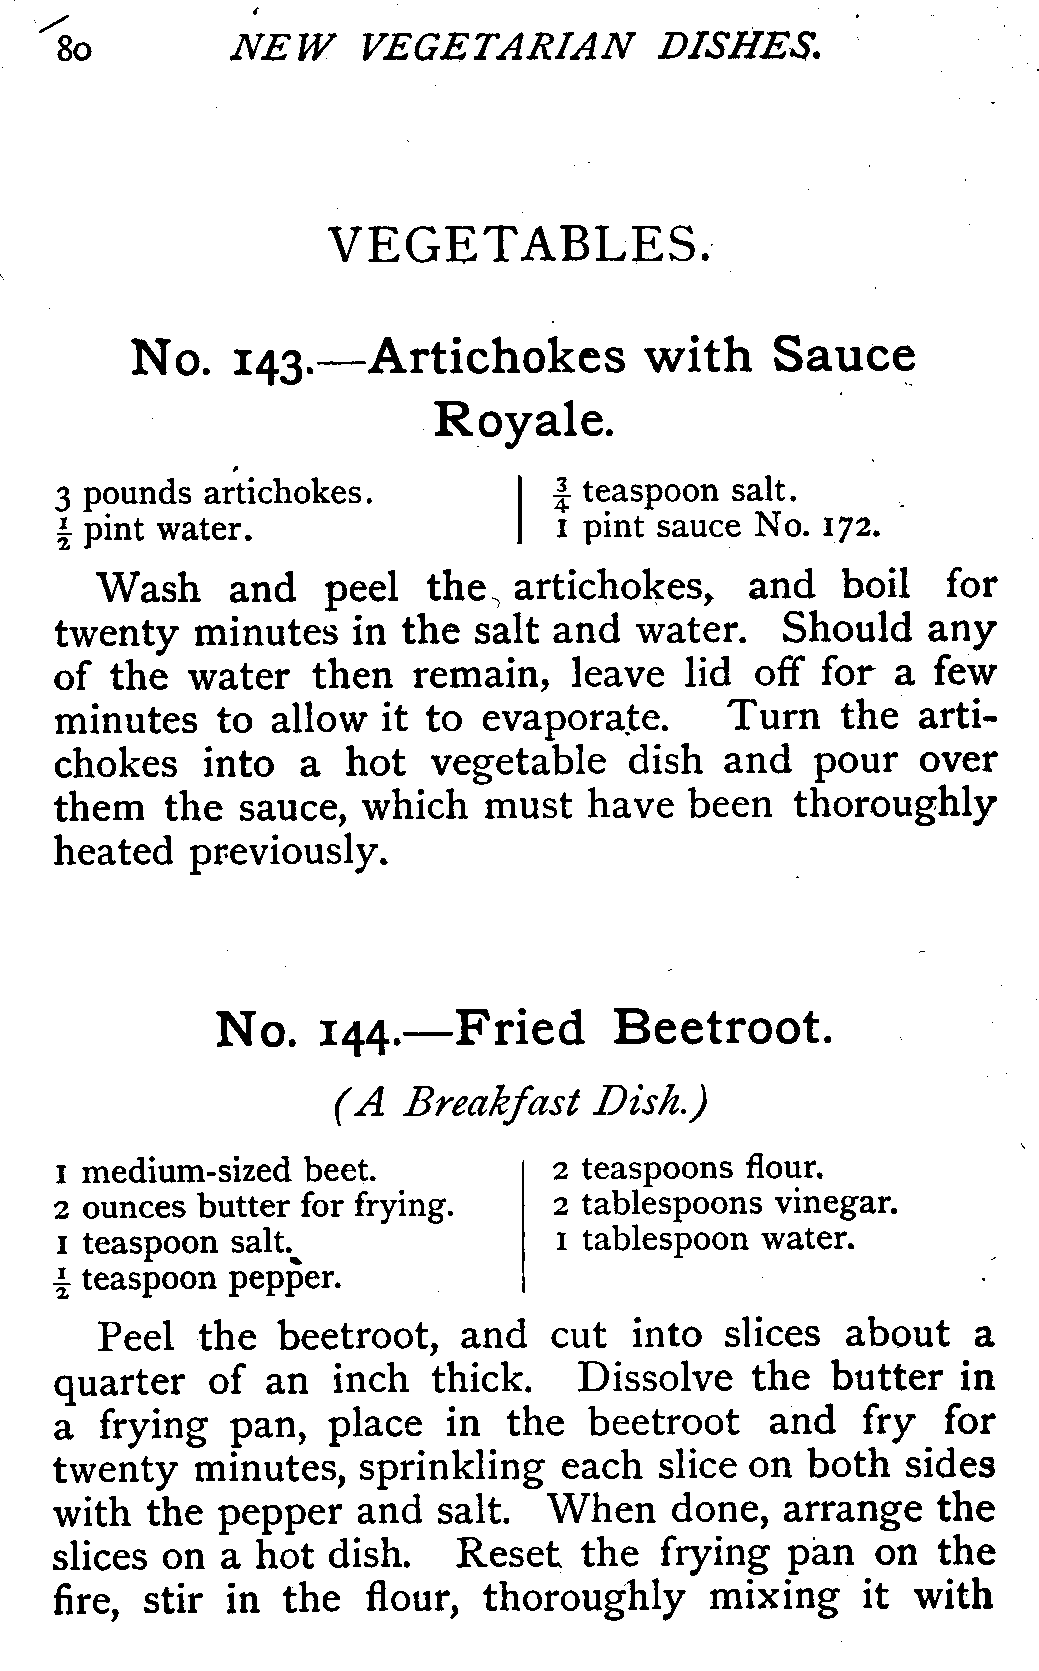 80 NEW VEGETARIAN DISHES.
VEGETABLES.
No. 143.—Artichokes with Sauce
Royale.
3 pounds artichokes.
½ pint water.
¾ teaspoon salt.
1 pint sauce No. 172.
Wash and peel the artichokes, and boil for
twenty minutes in the salt and water. Should any
of the water then remain, leave lid off for a few
minutes to allow it to evaporate. Turn the arti-
chokes into a hot vegetable dish and pour over
them the sauce, which must have been thoroughly
heated previously.
No. 144.—Fried Beetroot.
(A Breakfast Dish.)
1 medium-sized beet.
2 ounces butter for frying.
1 teaspoon salt.
½ teaspoon pepper.
2 teaspoons flour.
2 tablespoons vinegar.
1 tablespoon water.
Peel the beetroot, and cut into slices about a
quarter of an inch thick. Dissolve the butter in
a frying pan, place in the beetroot and fry for
twenty minutes, sprinkling each slice on both sides
with the pepper and salt. When done, arrange the
slices on a hot dish. Reset the frying pan on the
fire, stir in the flour, thoroughly mixing it with